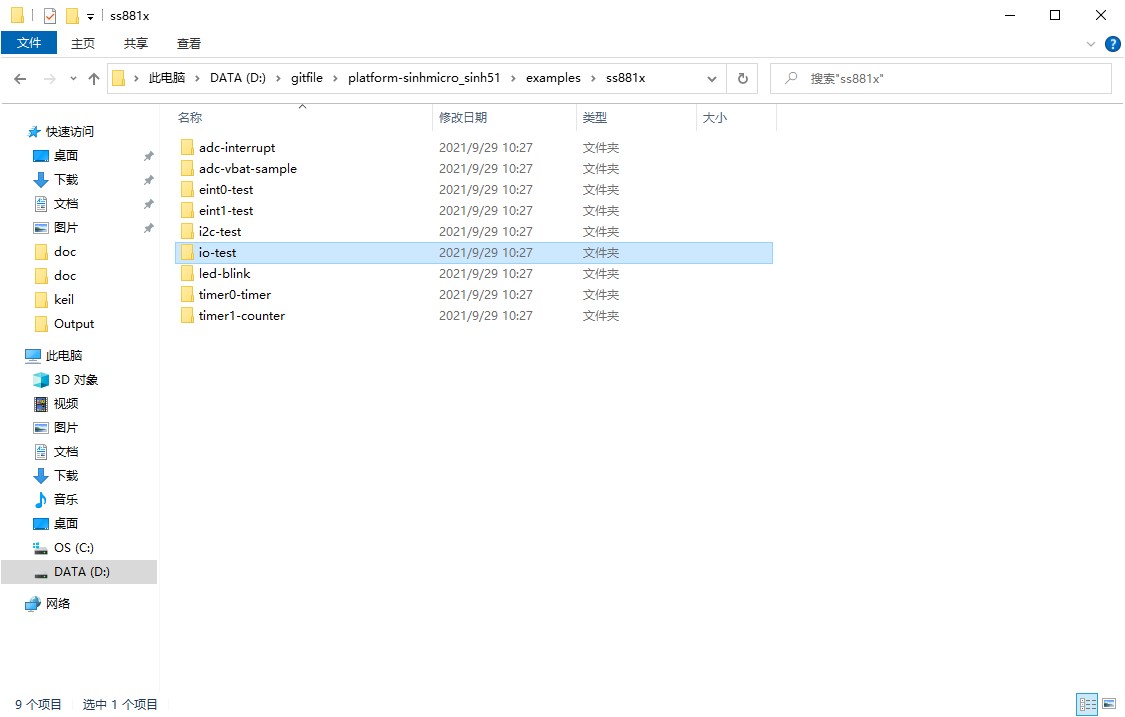 ss881x
文件 主页 共享 查看
此电脑 DATA (D:) gitfile platform-sinhmicro_sinh51 examples ss881x 搜索"ss881x"
快速访问
桌面
下载
文档
图片
doc
doc
keil
Output
此电脑
3D 对象
视频
图片
文档
下载
音乐
桌面
OS (C:)
DATA (D:)
网络
名称 修改日期 类型 大小
adc-interrupt 2021/9/29 10:27 文件夹
adc-vbat-sample 2021/9/29 10:27 文件夹
eint0-test 2021/9/29 10:27 文件夹
eint1-test 2021/9/29 10:27 文件夹
i2c-test 2021/9/29 10:27 文件夹
io-test 2021/9/29 10:27 文件夹
led-blink 2021/9/29 10:27 文件夹
timer0-timer 2021/9/29 10:27 文件夹
timer1-counter 2021/9/29 10:27 文件夹
9 个项目 选中 1 个项目